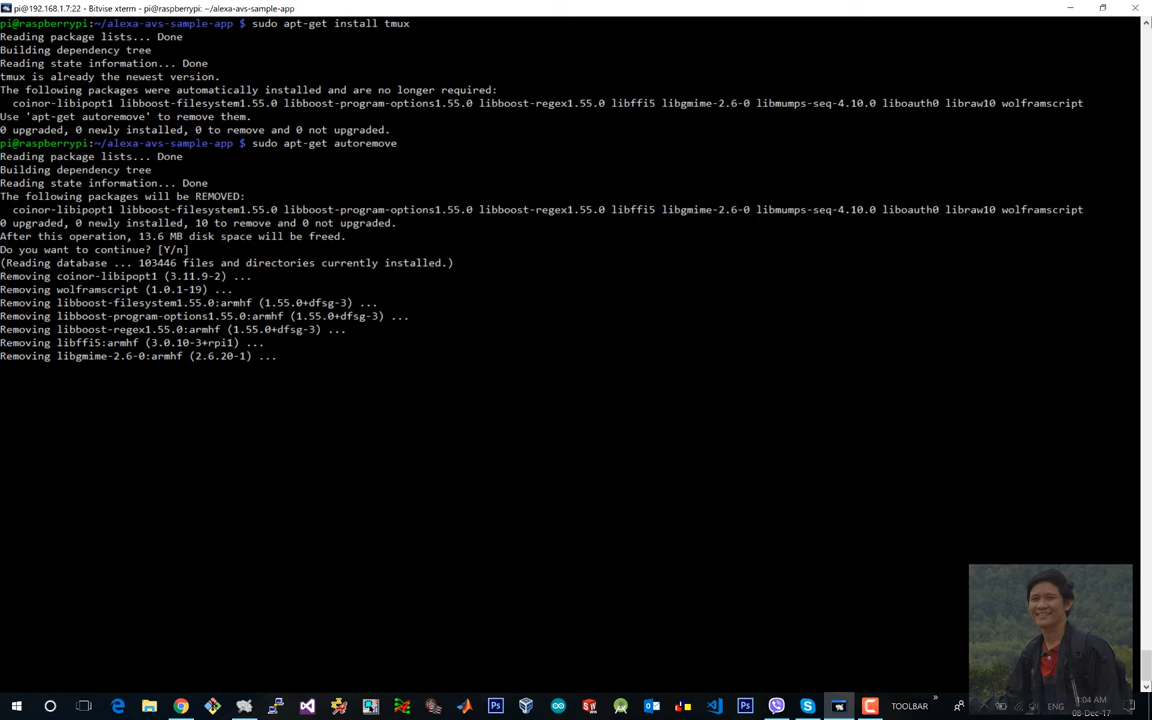 pi@192.168.1.7:22 - Bitvise xterm - pi@raspberrypi: ~/alexa-avs-sample-app
pi@raspberrypi:~/alexa-avs-sample-app $ sudo apt-get install tmux
Reading package lists... Done
Building dependency tree
Reading state information... Done
tmux is already the newest version.
The following packages were automatically installed and are no longer required:
  coinor-libipopt1 libboost-filesystem1.55.0 libboost-program-options1.55.0 libboost-regex1.55.0 libffi5 libgmime-2.6-0 libmumps-seq-4.10.0 liboauth0 libraw10 wolframscript
Use 'apt-get autoremove' to remove them.
0 upgraded, 0 newly installed, 0 to remove and 0 not upgraded.
pi@raspberrypi:~/alexa-avs-sample-app $ sudo apt-get autoremove
Reading package lists... Done
Building dependency tree
Reading state information... Done
The following packages will be REMOVED:
  coinor-libipopt1 libboost-filesystem1.55.0 libboost-program-options1.55.0 libboost-regex1.55.0 libffi5 libgmime-2.6-0 libmumps-seq-4.10.0 liboauth0 libraw10 wolframscript
0 upgraded, 0 newly installed, 10 to remove and 0 not upgraded.
After this operation, 13.6 MB disk space will be freed.
Do you want to continue? [Y/n]
(Reading database ... 103446 files and directories currently installed.)
Removing coinor-libipopt1 (3.11.9-2) ...
Removing wolframscript (1.0.1-19) ...
Removing libboost-filesystem1.55.0:armhf (1.55.0+dfsg-3) ...
Removing libboost-program-options1.55.0:armhf (1.55.0+dfsg-3) ...
Removing libboost-regex1.55.0:armhf (1.55.0+dfsg-3) ...
Removing libffi5:armhf (3.0.10-3+rpi1) ...
Removing libgmime-2.6-0:armhf (2.6.20-1) ...
TOOLBAR
ENG
1:04 AM
08-Dec-17